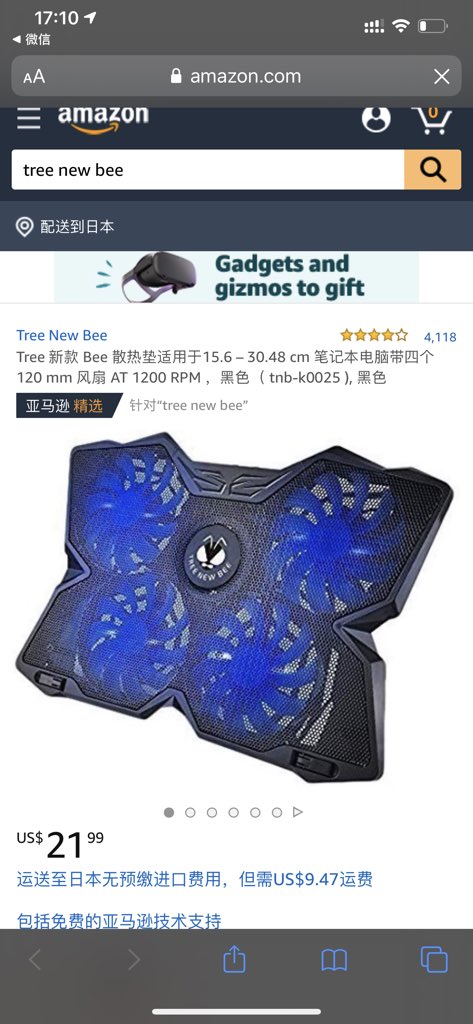 17:10
微信
AA
amazon.com
amazon
0
tree new bee
配送到日本
Gadgets and
gizmos to gift
Tree New Bee
4,118
Tree 新款 Bee 散热垫适用于15.6 – 30.48 cm 笔记本电脑带四个
120 mm 风扇 AT 1200 RPM ，黑色（ tnb-k0025 ), 黑色
亚马逊 精选 针对“tree new bee”
TREE NEW BEE
US$ 21 99
运送至日本无预缴进口费用，但需US$9.47运费
包括免费的亚马逊技术支持